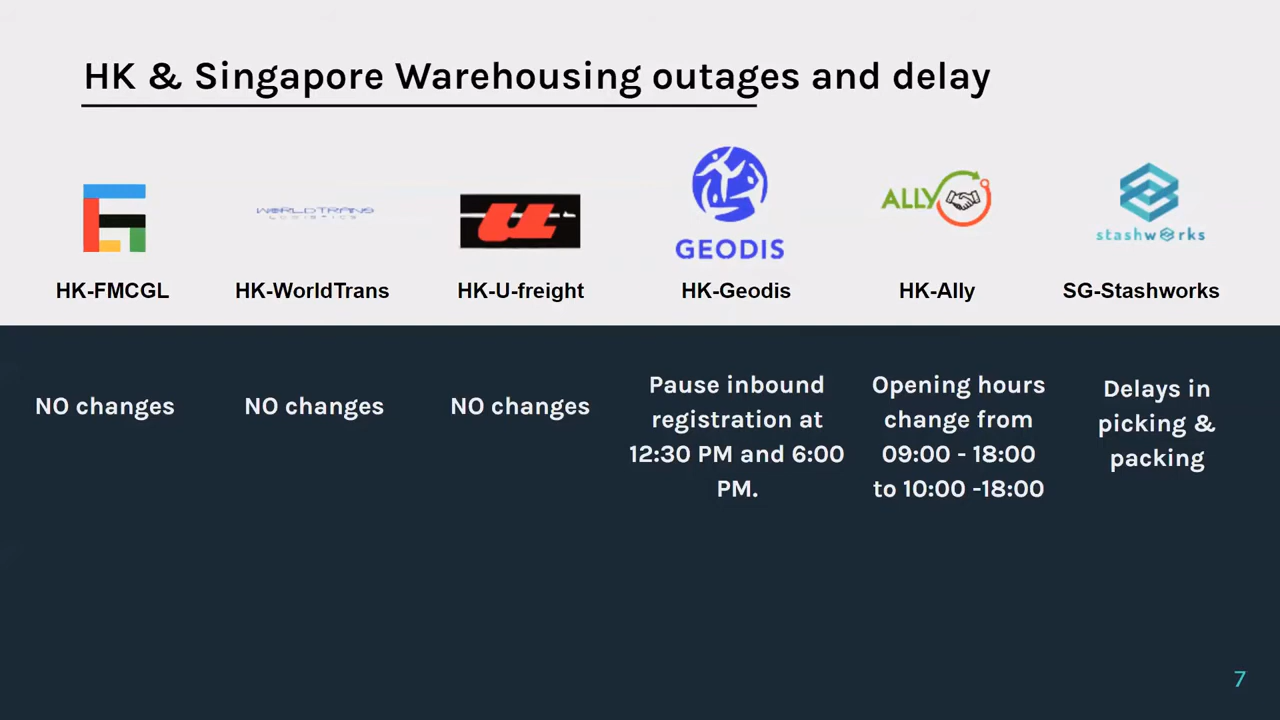 HK & Singapore Warehousing outages and delay
WORLDTRANS
LOGISTICS
GEODIS
ALLY
stashworks
HK-FMCGL
HK-WorldTrans
HK-U-freight
HK-Geodis
HK-Ally
SG-Stashworks
NO changes
NO changes
NO changes
Pause inbound
registration at
12:30 PM and 6:00
PM.
Opening hours
change from
09:00 - 18:00
to 10:00 -18:00
Delays in
picking &
packing
7